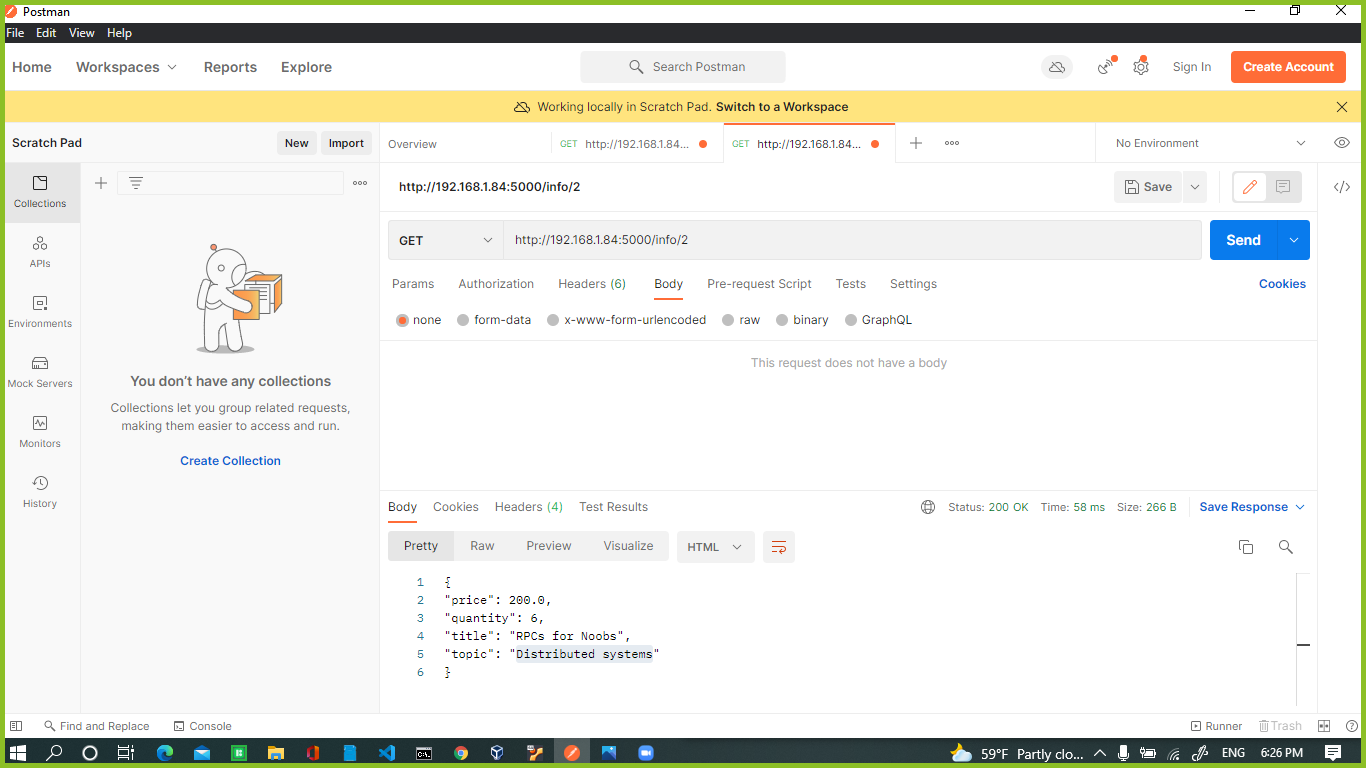 Postman
File Edit View Help
Home Workspaces Reports Explore Search Postman Sign In Create Account
Working locally in Scratch Pad. Switch to a Workspace
Scratch Pad New Import Overview GET http://192.168.1.84... GET http://192.168.1.84... No Environment
Collections
APIs
Environments
Mock Servers
Monitors
History
You don't have any collections
Collections let you group related requests,
making them easier to access and run.
Create Collection
http://192.168.1.84:5000/info/2 Save
GET http://192.168.1.84:5000/info/2 Send
Params Authorization Headers (6) Body Pre-request Script Tests Settings Cookies
none form-data x-www-form-urlencoded raw binary GraphQL
This request does not have a body
Body Cookies Headers (4) Test Results Status: 200 OK Time: 58 ms Size: 266 B Save Response
Pretty Raw Preview Visualize HTML
1 {
2 "price": 200.0,
3 "quantity": 6,
4 "title": "RPCs for Noobs",
5 "topic": "Distributed systems"
6 }
Find and Replace Console Runner Trash
59°F Partly clo... ENG 6:26 PM